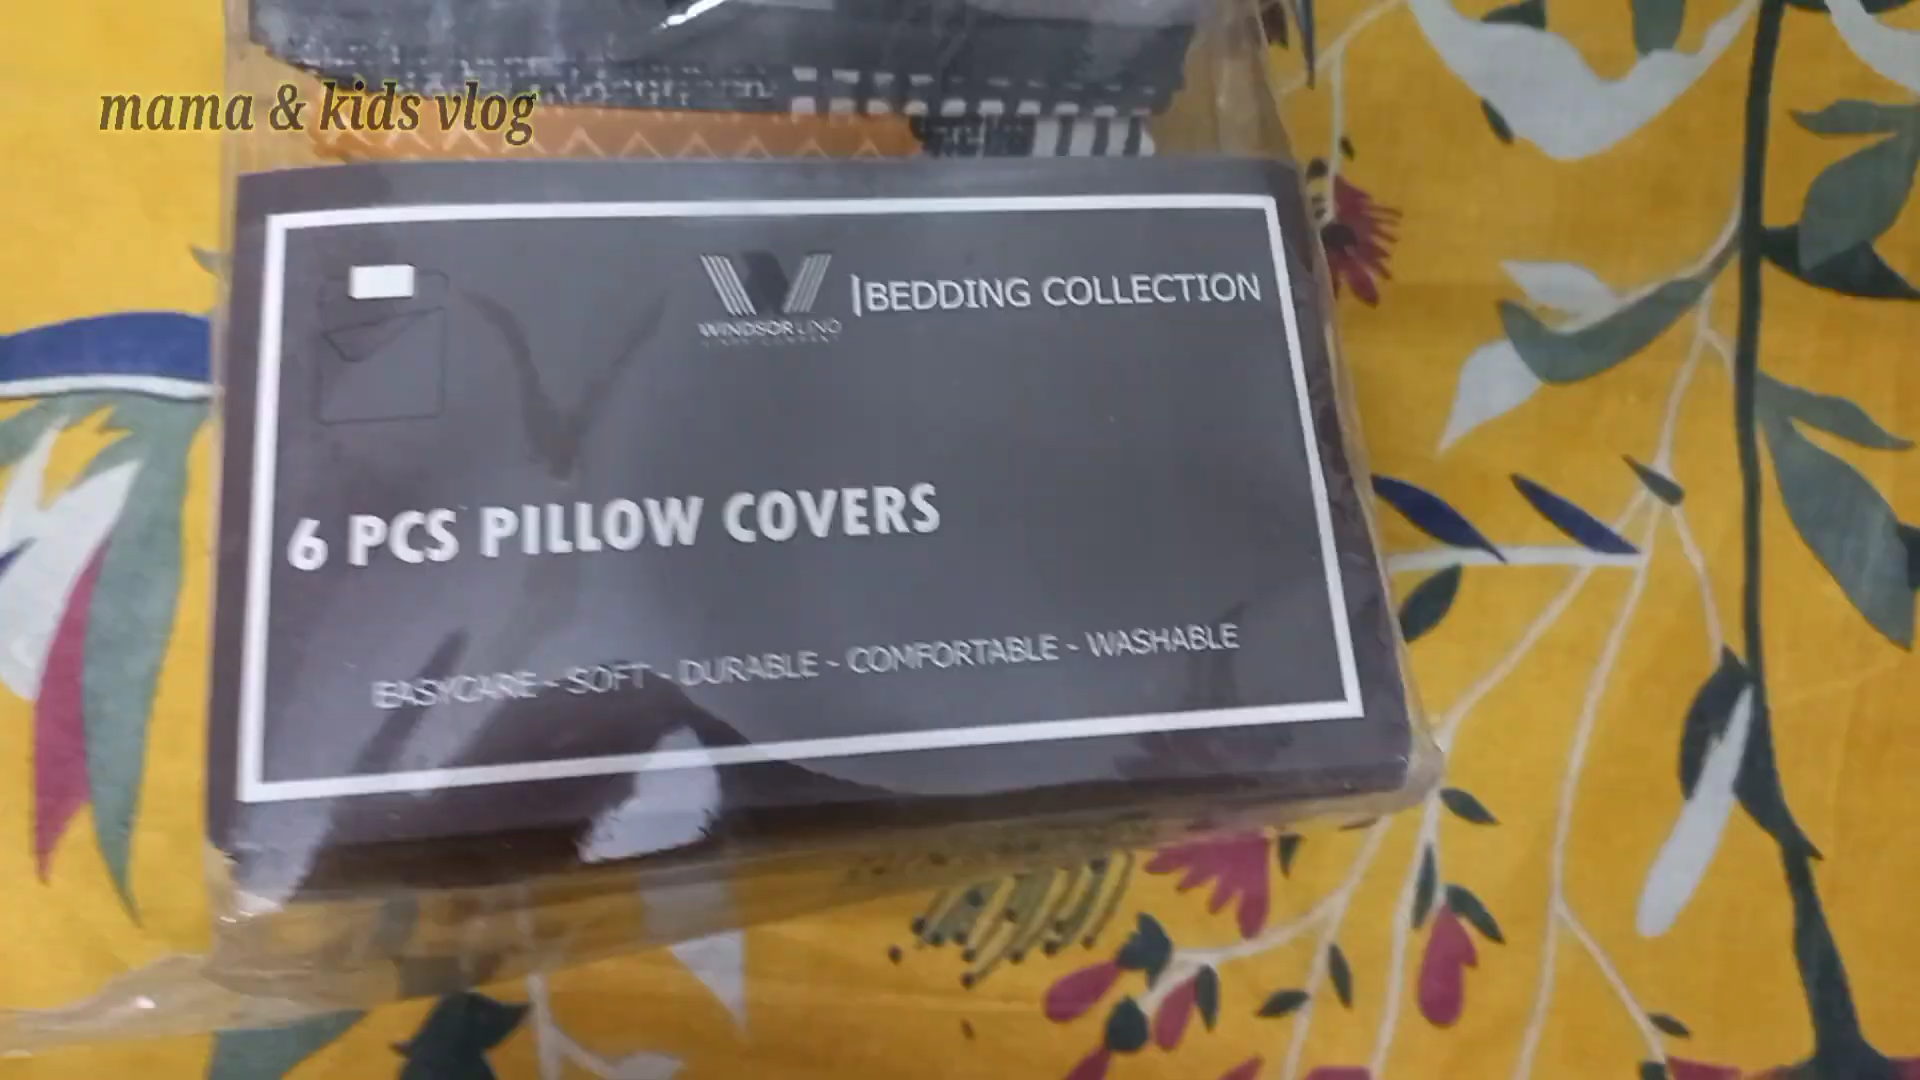 mama & kids vlog
|BEDDING COLLECTION
WINDSOR LINO
6 PCS PILLOW COVERS
EASYCARE - SOFT - DURABLE - COMFORTABLE - WASHABLE